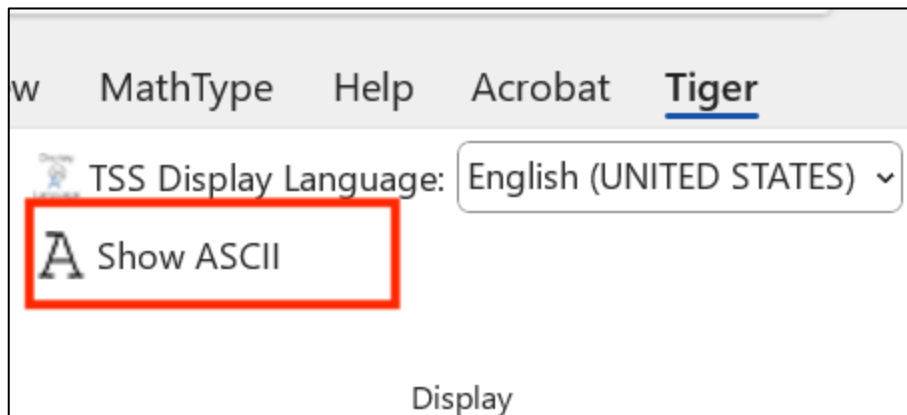 w MathType Help Acrobat Tiger
TSS Display Language: English (UNITED STATES)
Show ASCII
Display